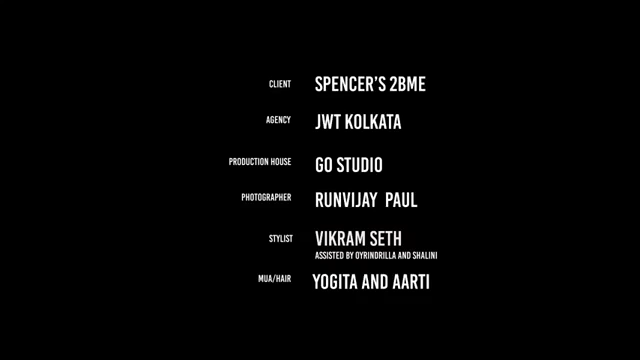 CLIENT SPENCER'S 2BME
AGENCY JWT KOLKATA
PRODUCTION HOUSE GO STUDIO
PHOTOGRAPHER RUNVIJAY PAUL
STYLIST VIKRAM SETH
ASSISTED BY OYRINDRILLA AND SHALINI
MUA/HAIR YOGITA AND AARTI